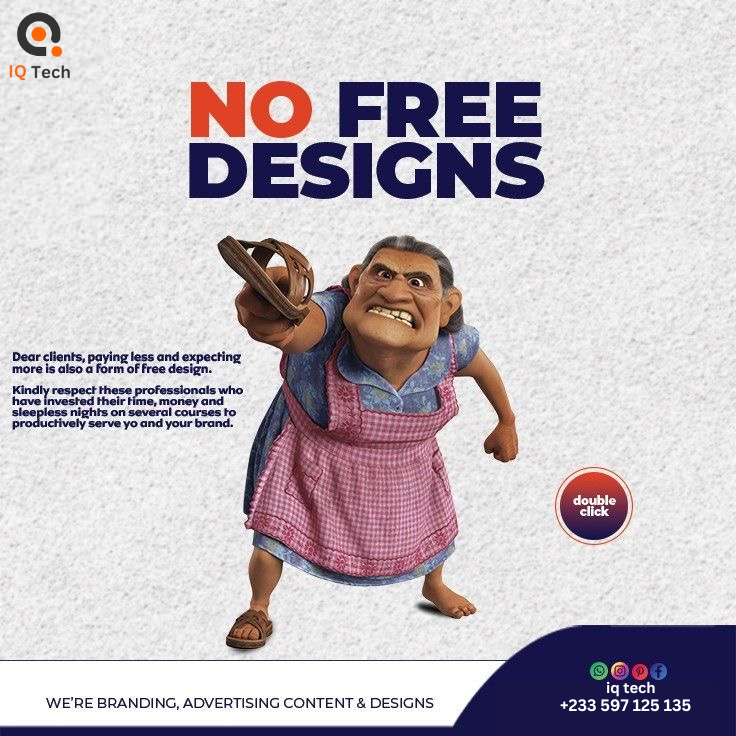 IQ Tech
NO FREE
DESIGNS
Dear clients, paying less and expecting
more is also a form of free design.
Kindly respect these professionals who
have invested their time, money and
sleepless nights on several courses to
productively serve yo and your brand.
double
click
WE'RE BRANDING, ADVERTISING CONTENT & DESIGNS
iq tech
+233 597 125 135